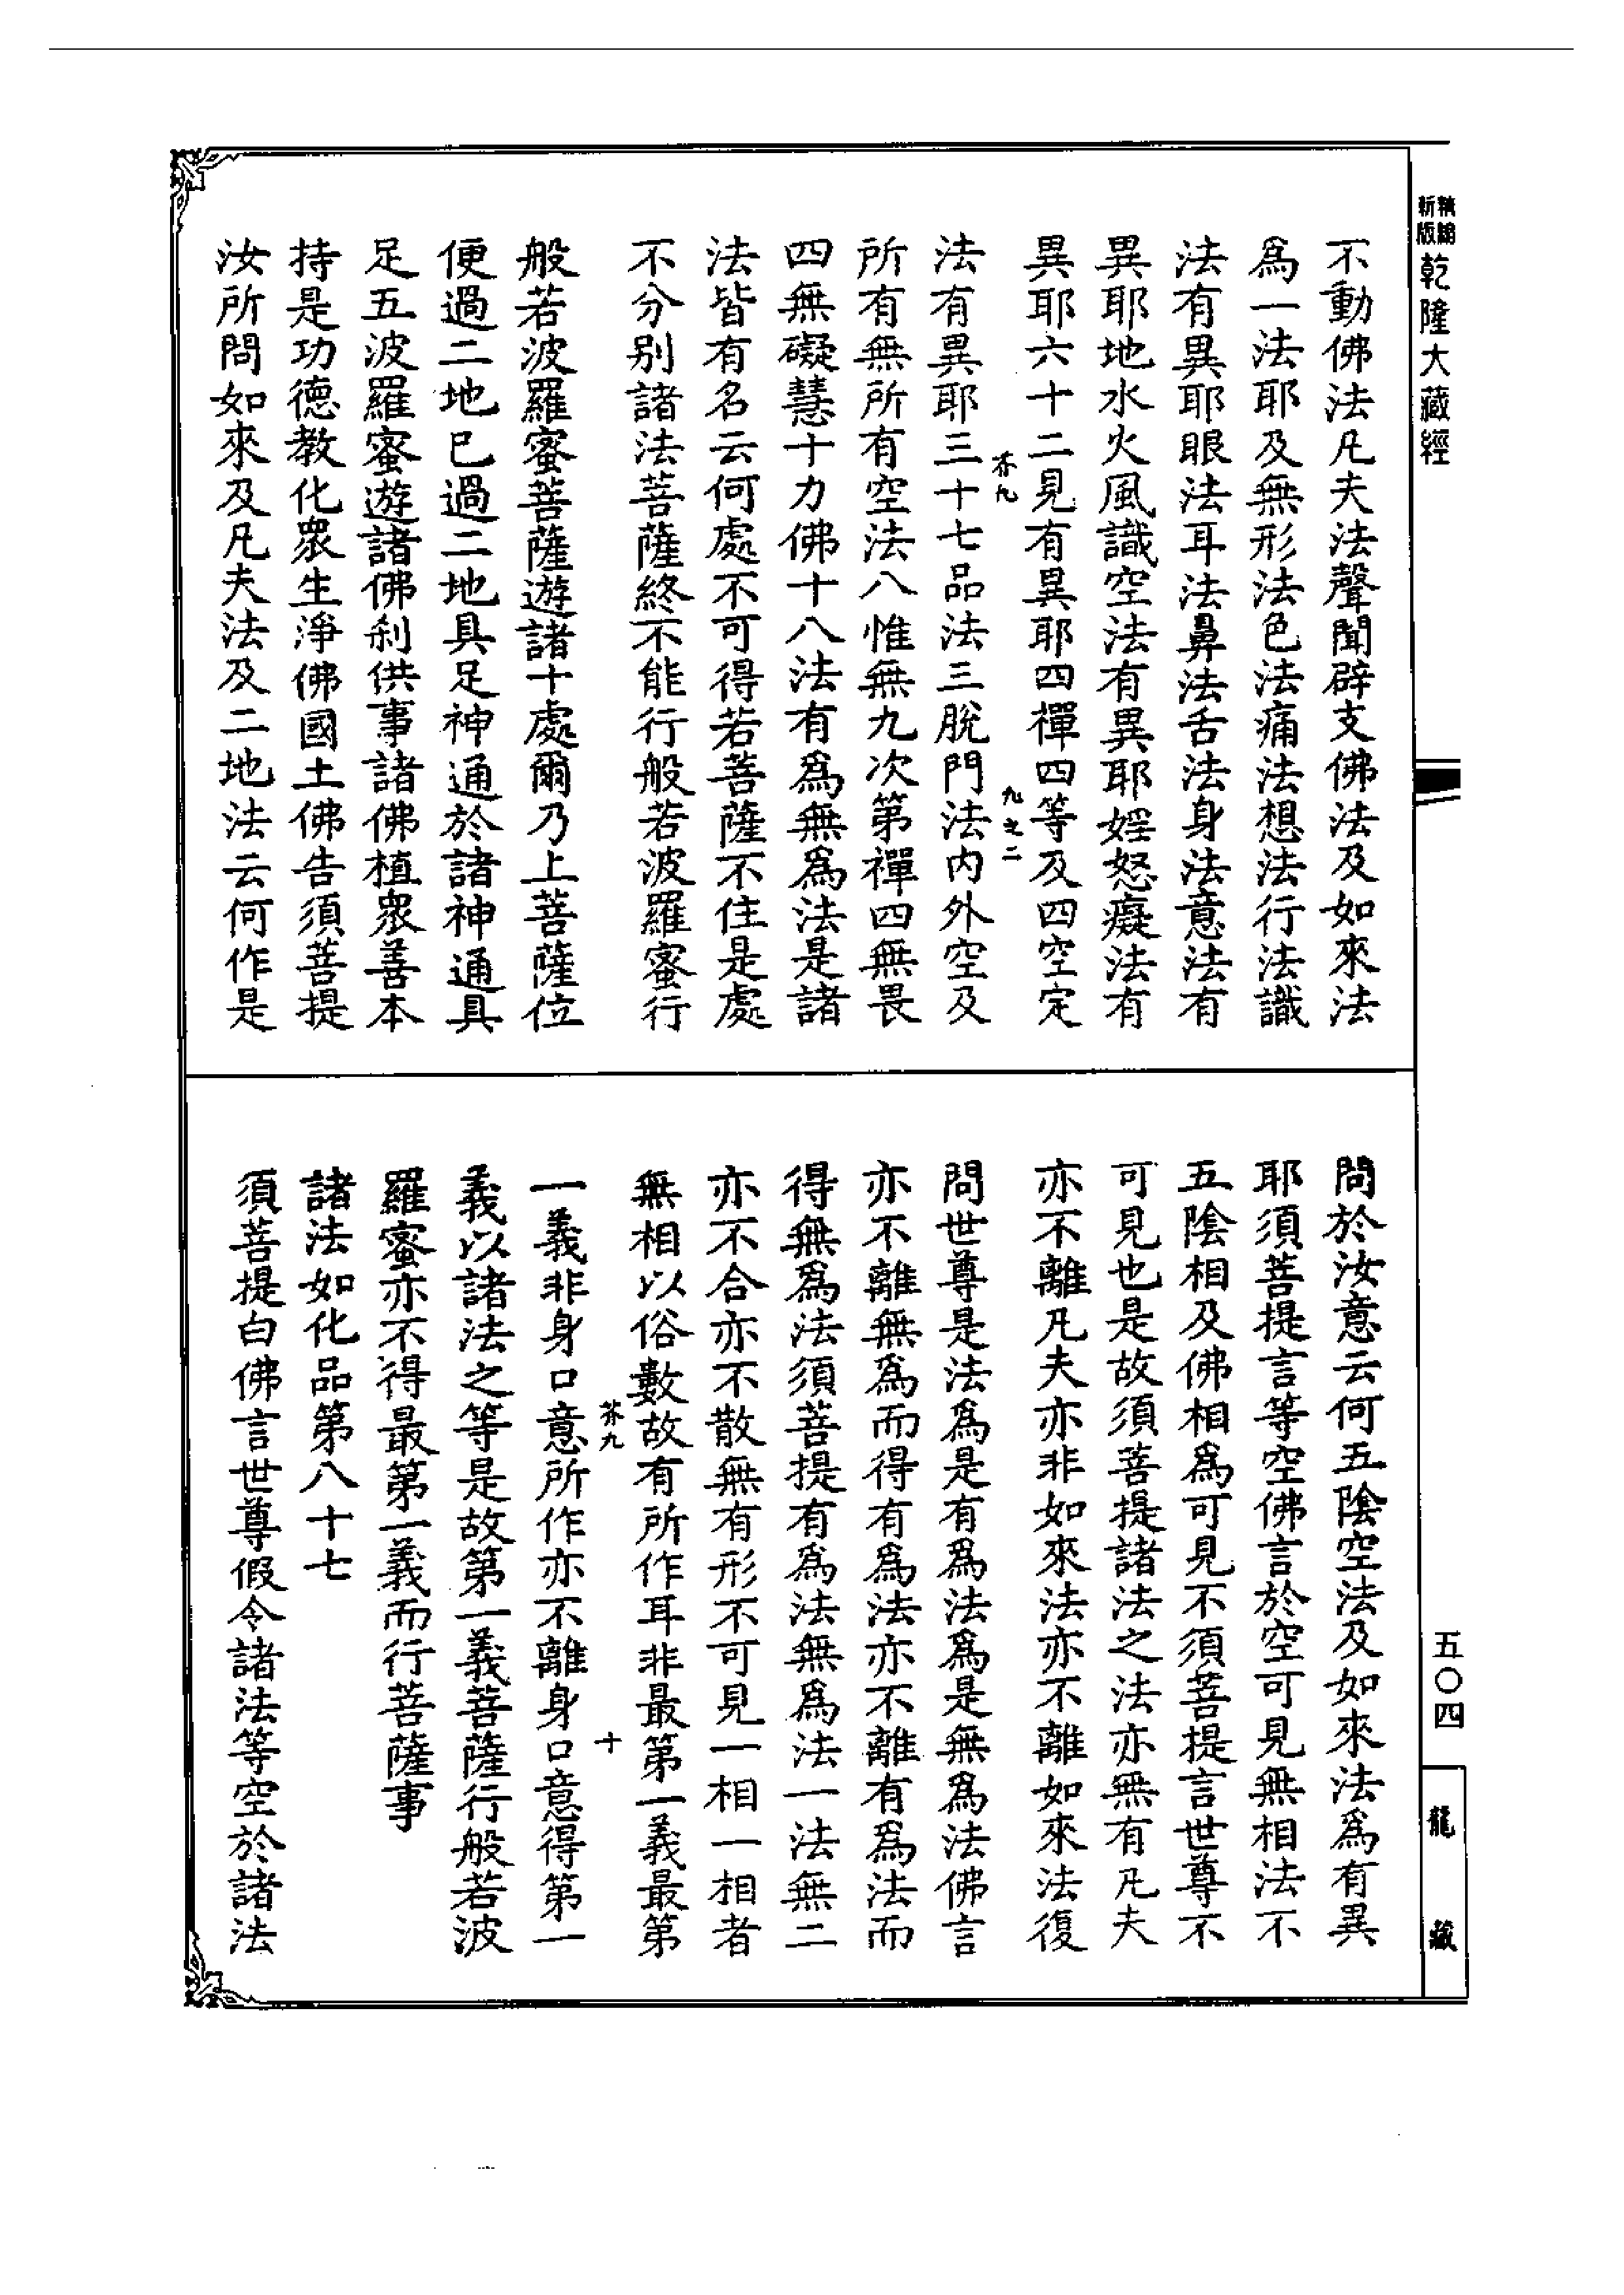 精編新版乾隆大藏經
不動佛法凡夫法聲聞辟支佛法及如來法
爲一法耶及無形法色法痛法想法行法識
法有異耶眼法耳法鼻法舌法身法意法有
異耶地水火風識空法有異耶婬怒癡法有
異耶六十二見有異耶四禪四等及四空定
芥九
九之二
法有異耶三十七品法三脫門法内外空及
所有無所有空法八惟無九次第禪四無畏
四無礙慧十力佛十八法有爲無爲法是諸
法皆有名云何處不可得若菩薩不住是處
不分别諸法菩薩終不能行般若波羅蜜行
般若波羅蜜菩薩遊諸十處爾乃上菩薩位
便過二地已過二地具足神通於諸神通具
足五波羅蜜遊諸佛刹供事諸佛植衆善本
持是功德教化衆生淨佛國土佛告須菩提
汝所問如來及凡夫法及二地法云何作是
問於汝意云何五陰空法及如來法爲有異
耶須菩提言等空佛言於空可見無相法不
五陰相及佛相爲可見不須菩提言世尊不
可見也是故須菩提諸法之法亦無有凡夫
亦不離凡夫亦非如來法亦不離如來法復
問世尊是法爲是有爲法爲是無爲法佛言
亦不離無爲而得有爲法亦不離有爲法而
得無爲法須菩提有爲法無爲法一法無二
亦不合亦不散無有形不可見一相一相者
無相以俗數故有所作耳非最第一義最第
芥九
十
一義非身口意所作亦不離身口意得第一
義以諸法之等是故第一義菩薩行般若波
羅蜜亦不得最第一義而行菩薩事
諸法如化品第八十七
須菩提白佛言世尊假令諸法等空於諸法
五〇四
龍藏